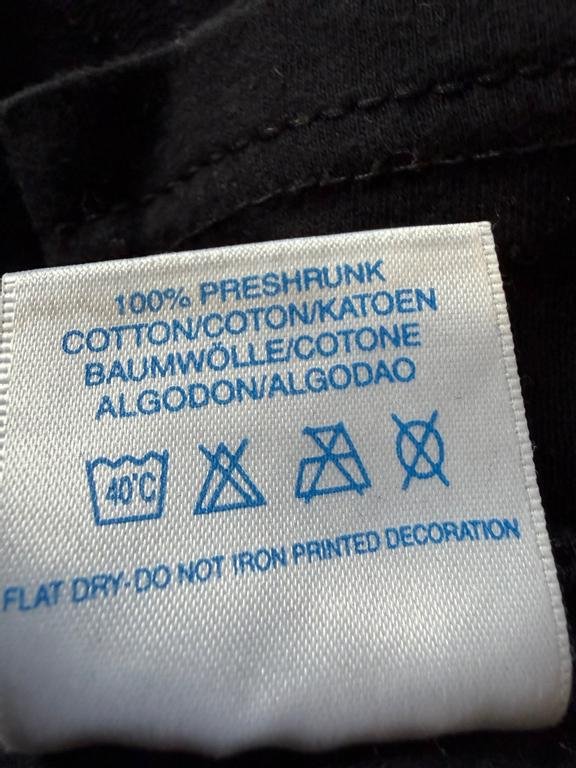 100% PRESHRUNK
COTTON/COTON/KATOEN
BAUMWÖLLE/COTONE
ALGODON/ALGODAO
40°C
FLAT DRY-DO NOT IRON PRINTED DECORATION